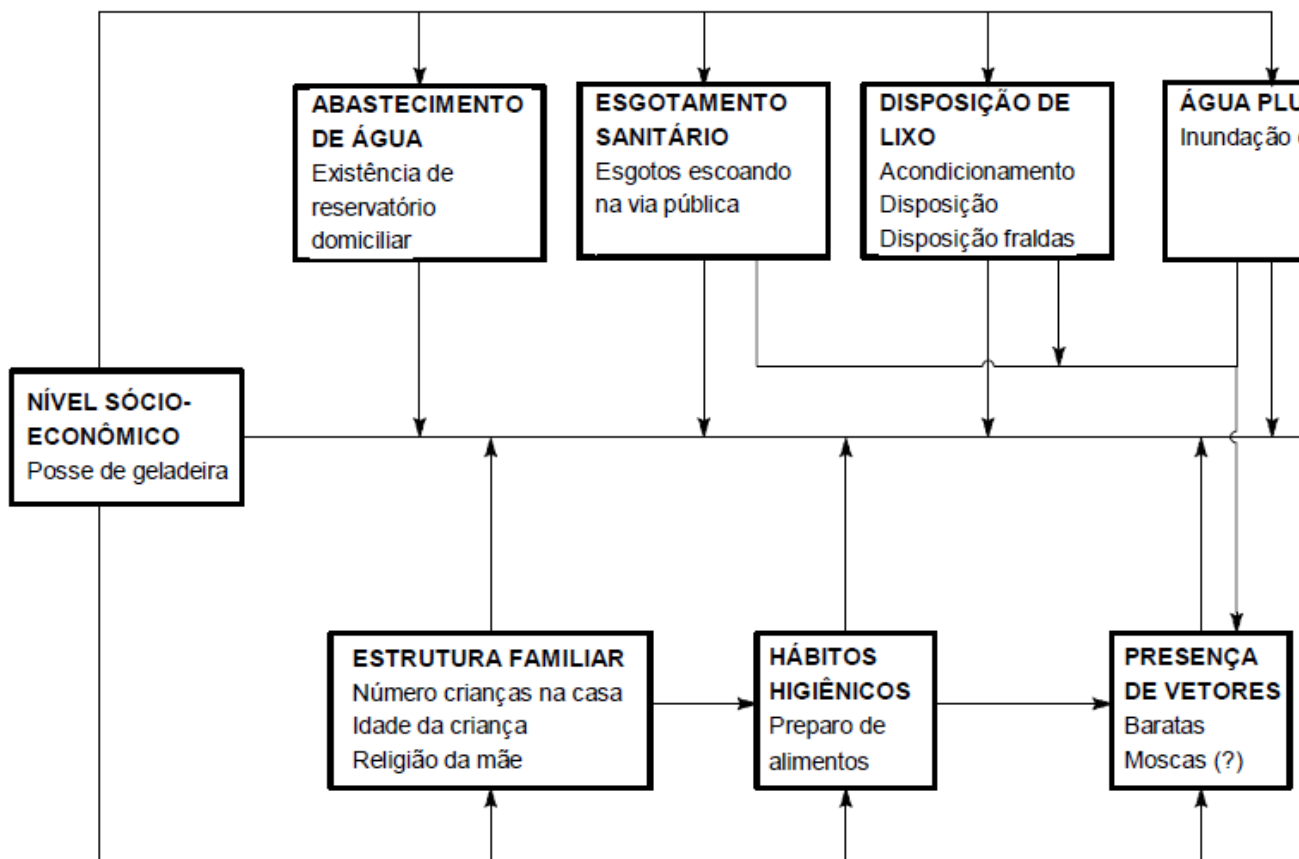 ABASTECIMENTO
DE ÁGUA
Existência de
reservatório
domiciliar
ESGOTAMENTO
SANITÁRIO
Esgotos escoando
na via pública
DISPOSIÇÃO DE
LIXO
Acondicionamento
Disposição
Disposição fraldas
ÁGUA
Inundação
NÍVEL SÓCIO-
ECONÔMICO
Posse de geladeira
ESTRUTURA FAMILIAR
Número crianças na casa
Idade da criança
Religião da mãe
HÁBITOS
HIGIÊNICOS
Preparo de
alimentos
PRESENÇA
DE VETORES
Baratas
Moscas (?)